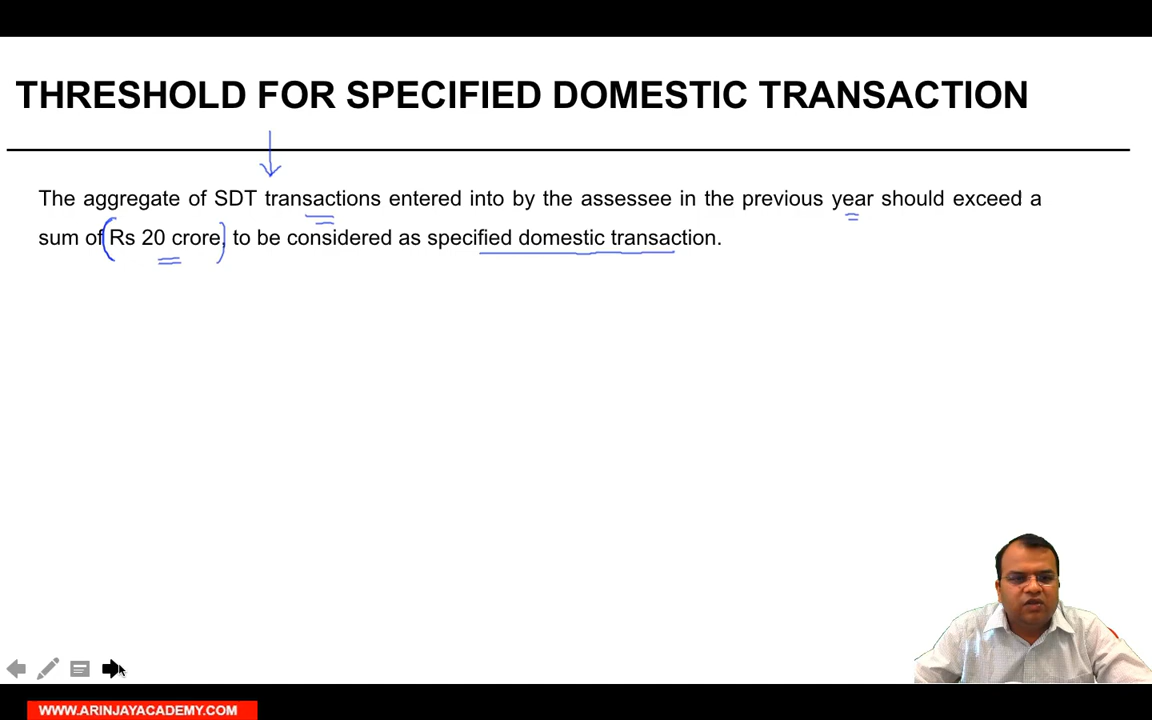 THRESHOLD FOR SPECIFIED DOMESTIC TRANSACTION
The aggregate of SDT transactions entered into by the assessee in the previous year should exceed a
sum of Rs 20 crore, to be considered as specified domestic transaction.
WWW.ARINJAYACADEMY.COM